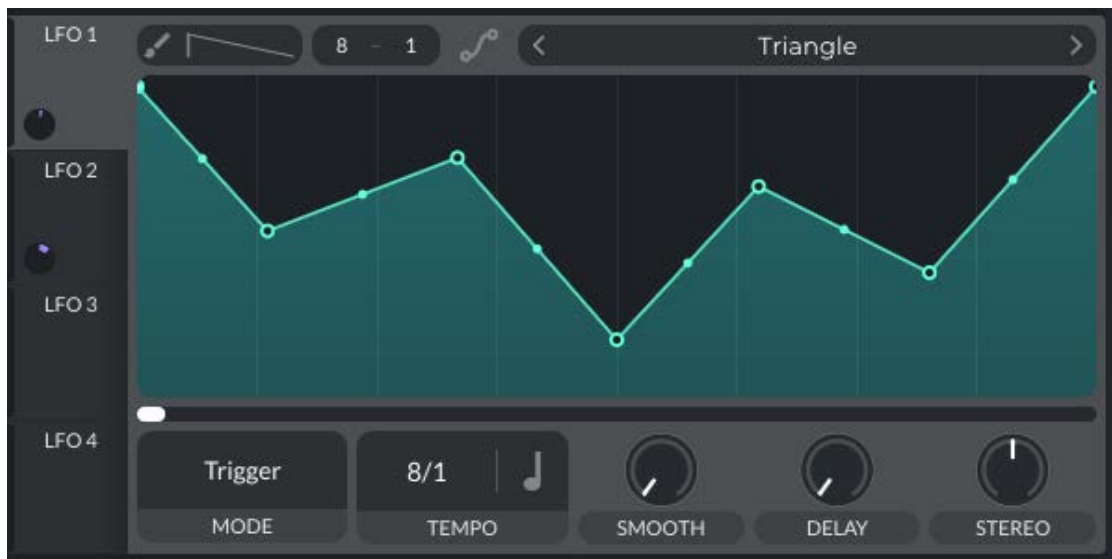 LFO 1
8 - 1
Triangle
LFO 2
LFO 3
LFO 4
Trigger
8/1
MODE
TEMPO
SMOOTH
DELAY
STEREO